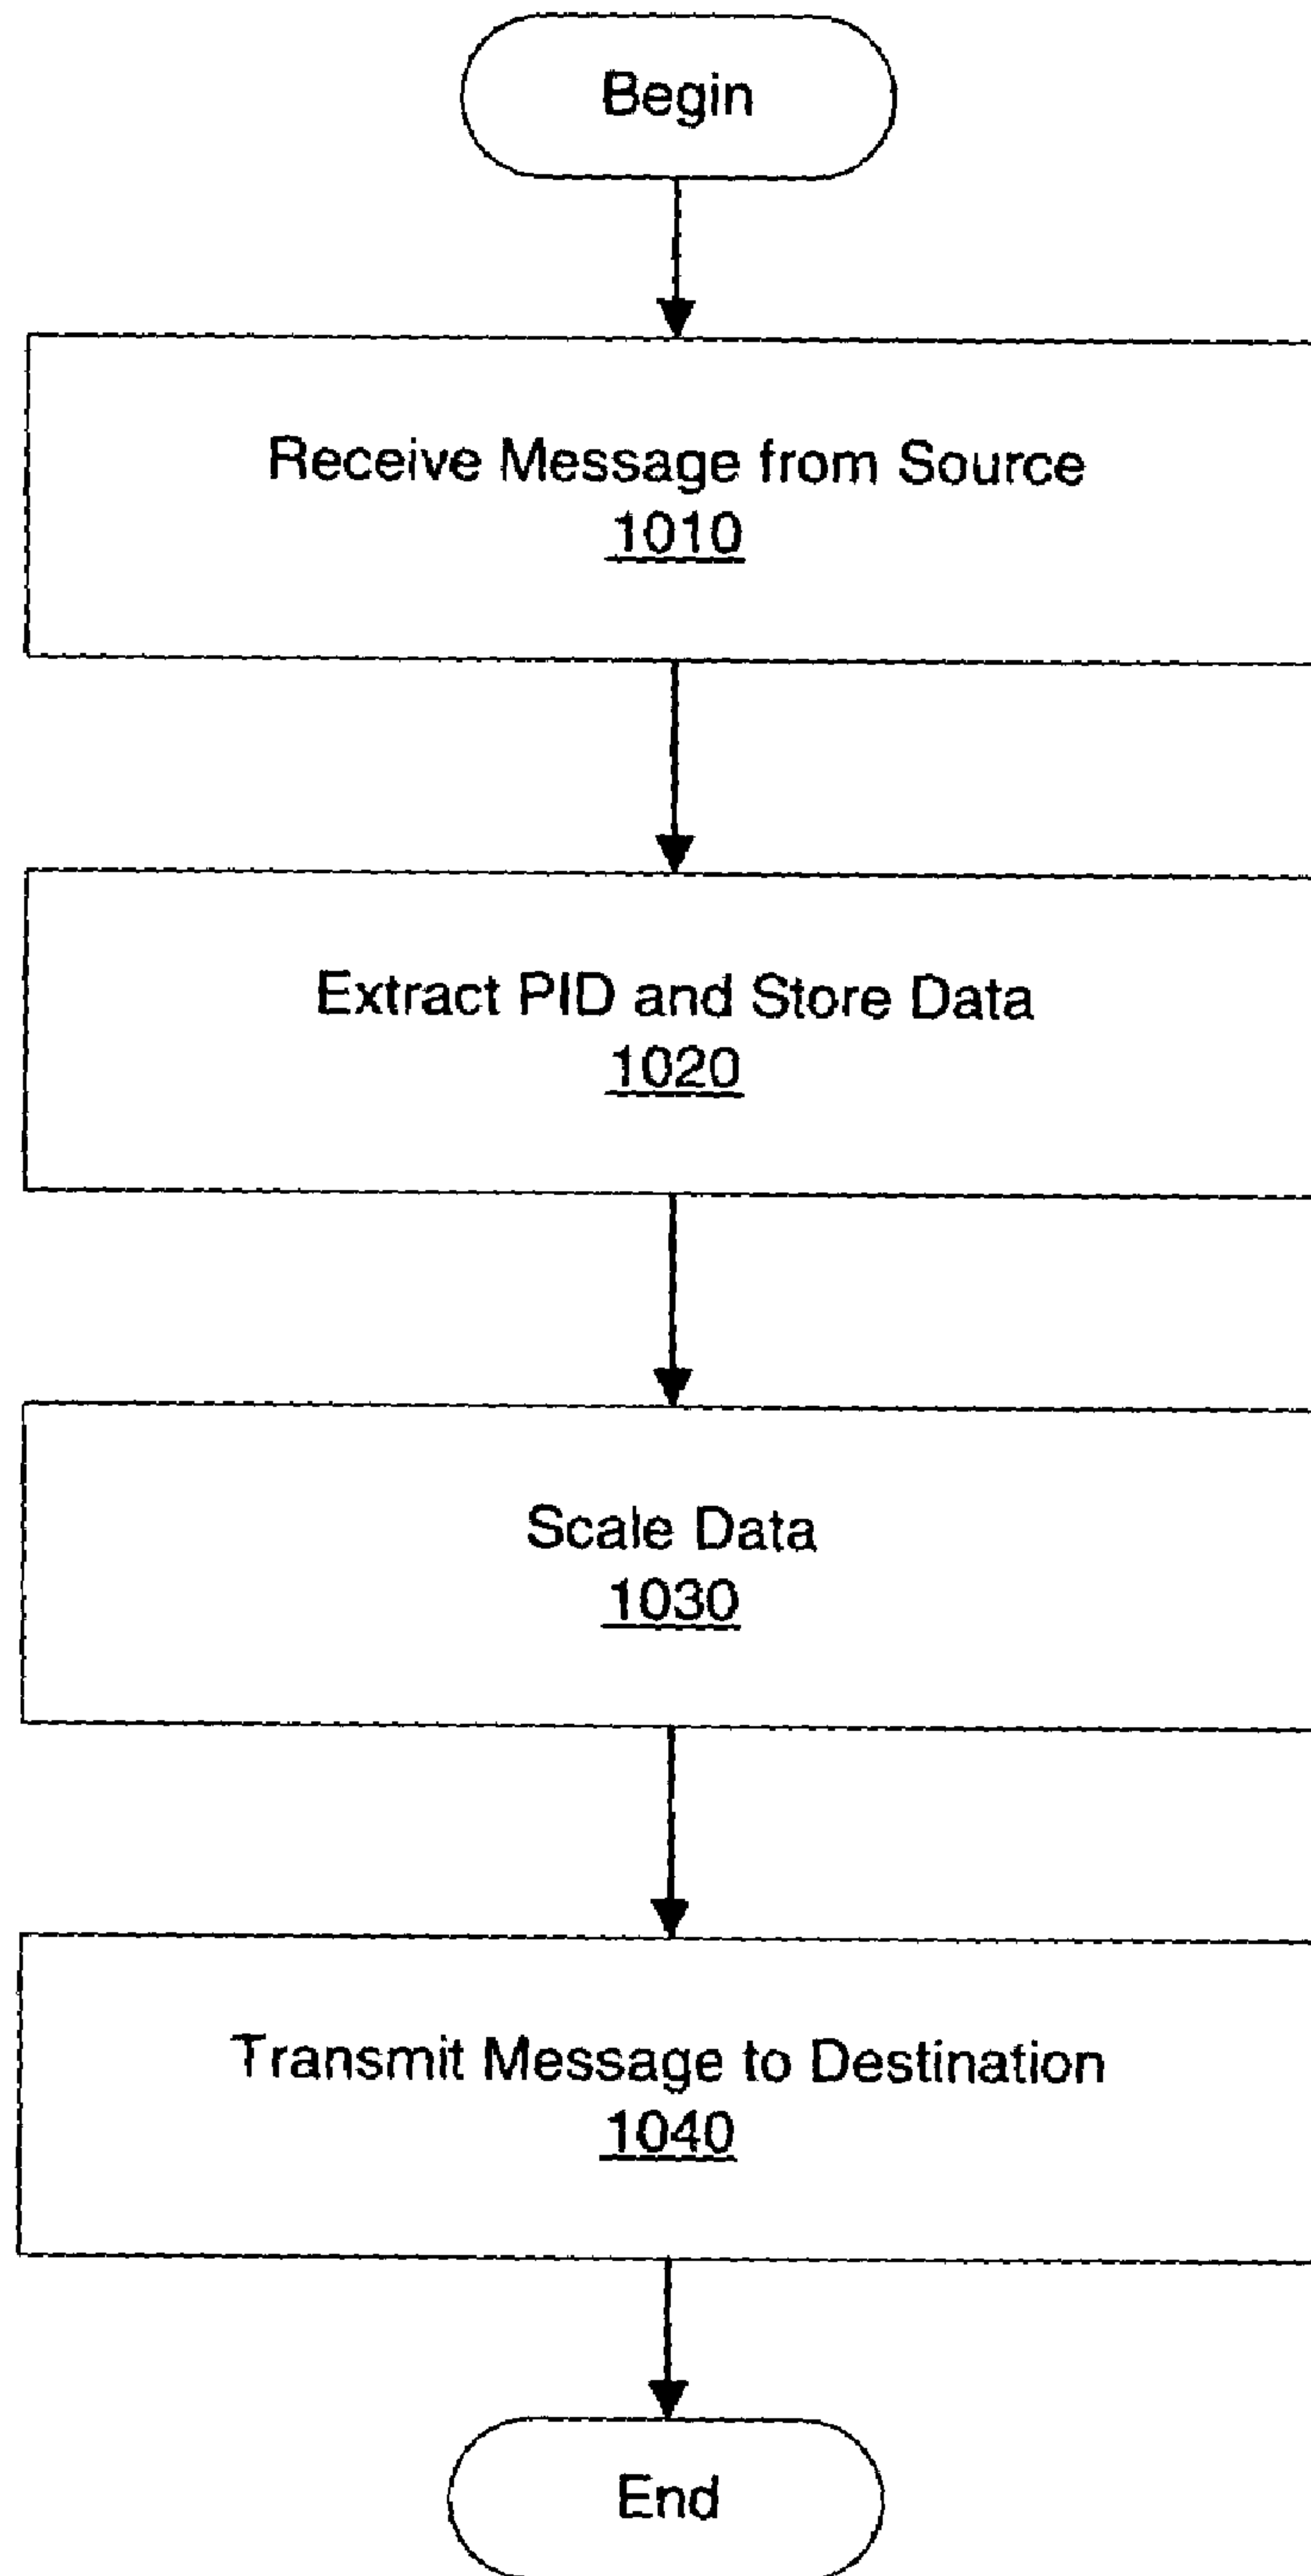 Begin
Receive Message from Source
1010
Extract PID and Store Data
1020
Scale Data
1030
Transmit Message to Destination
1040
End